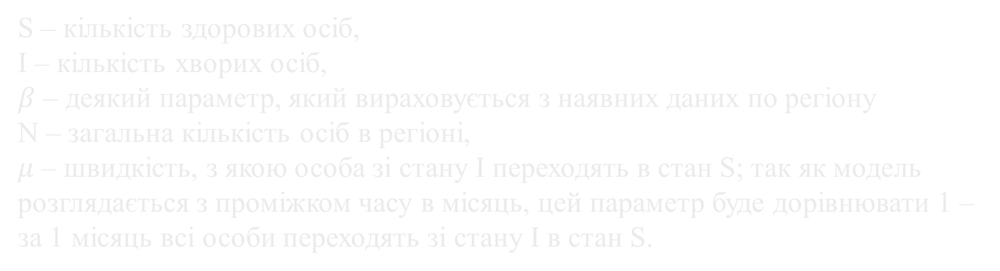 S – кількість здорових осіб,
I – кількість хворих осіб,
β – деякий параметр, який вираховується з наявних даних по регіону
N – загальна кількість осіб в регіоні,
μ – швидкість, з якою особа зі стану I переходять в стан S; так як модель
розглядається з проміжком часу в місяць, цей параметр буде дорівнювати 1 –
за 1 місяць всі особи переходять зі стану I в стан S.